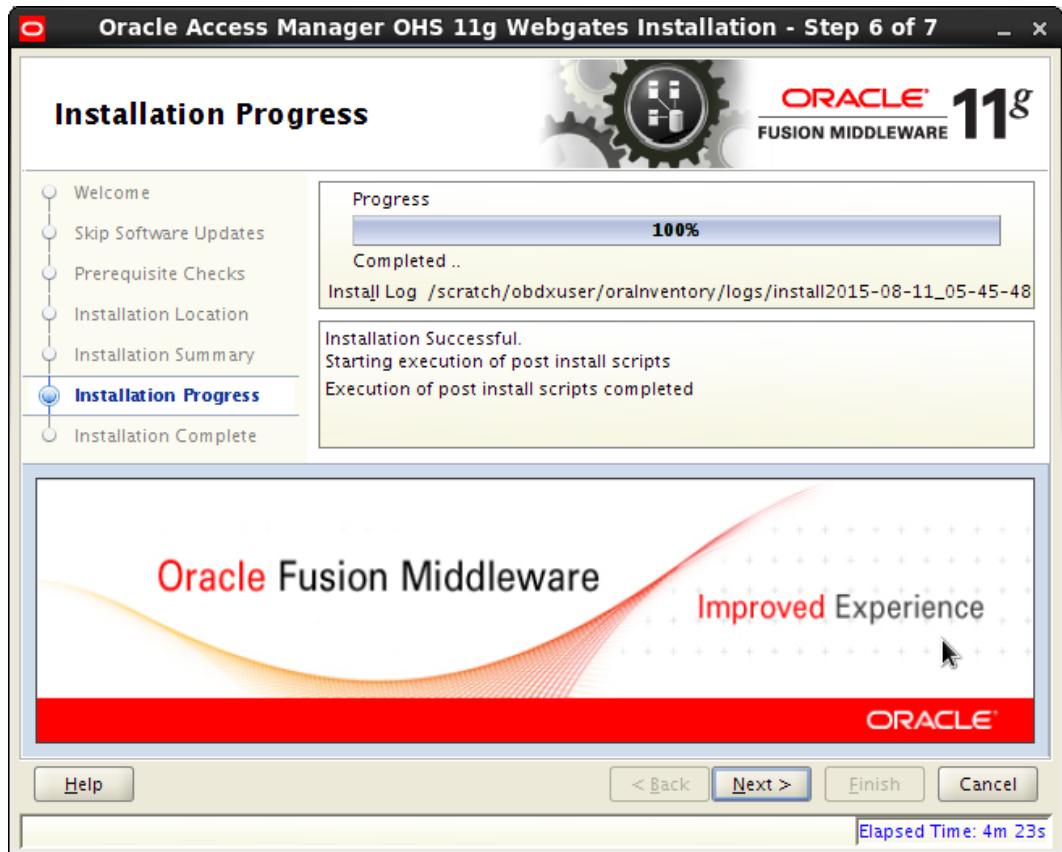 Oracle Access Manager OHS 11g Webgates Installation - Step 6 of 7
Installation Progress
ORACLE
FUSION MIDDLEWARE
11g
Welcome
Skip Software Updates
Prerequisite Checks
Installation Location
Installation Summary
Installation Progress
Installation Complete
Progress
100%
Completed ..
Install Log /scratch/obdxuser/oraInventory/logs/install2015-08-11_05-45-48
Installation Successful.
Starting execution of post install scripts
Execution of post install scripts completed
Oracle Fusion Middleware
Improved Experience
ORACLE
Help
< Back
Next >
Finish
Cancel
Elapsed Time: 4m 23s